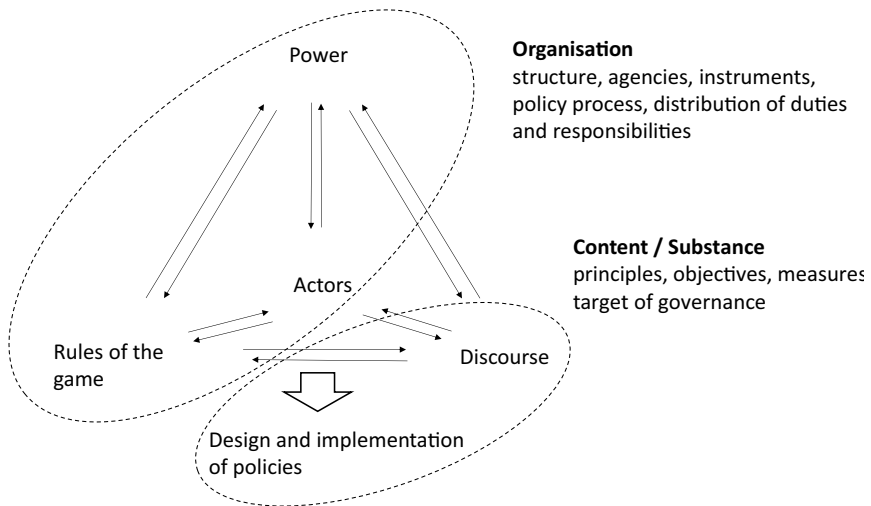 Power
Organisation
structure, agencies, instruments,
policy process, distribution of duties
and responsibilities
Content / Substance
principles, objectives, measures
target of governance
Actors
Rules of the
game
Discourse
Design and implementation
of policies